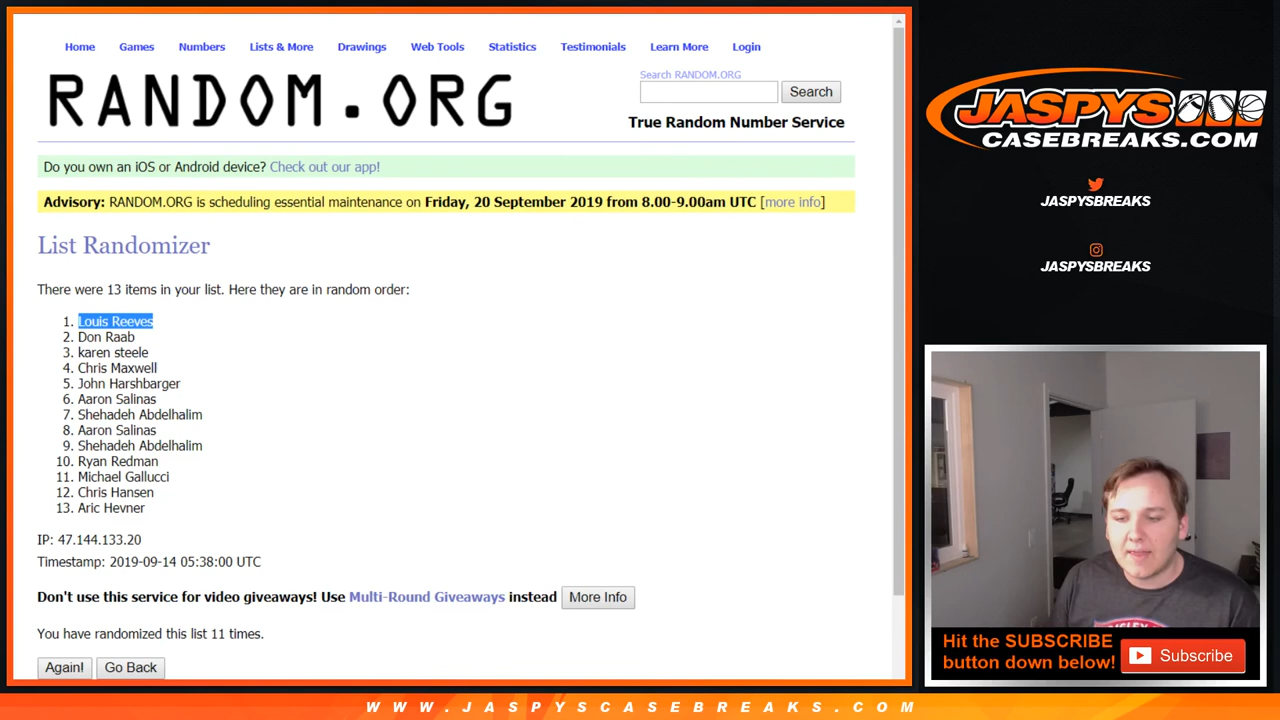 Home Games Numbers Lists & More Drawings Web Tools Statistics Testimonials Learn More Login
RANDOM.ORG
Search RANDOM.ORG
Search
True Random Number Service
Do you own an iOS or Android device? Check out our app!
Advisory: RANDOM.ORG is scheduling essential maintenance on Friday, 20 September 2019 from 8.00-9.00am UTC [more info]
List Randomizer
There were 13 items in your list. Here they are in random order:
1. Louis Reeves
2. Don Raab
3. karen steele
4. Chris Maxwell
5. John Harshbarger
6. Aaron Salinas
7. Shehadeh Abdelhalim
8. Aaron Salinas
9. Shehadeh Abdelhalim
10. Ryan Redman
11. Michael Gallucci
12. Chris Hansen
13. Aric Hevner
IP: 47.144.133.20
Timestamp: 2019-09-14 05:38:00 UTC
Don't use this service for video giveaways! Use Multi-Round Giveaways instead More Info
You have randomized this list 11 times.
Again! Go Back
JASPYS
CASEBREAKS.COM
JASPYSBREAKS
JASPYSBREAKS
Hit the SUBSCRIBE
button down below!
Subscribe
WWW.JASPYSCASEBREAKS.COM